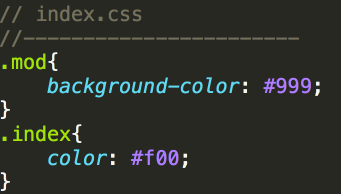 // index.css
//-----------------------
.mod{
    background-color: #999;
}
.index{
    color: #f00;
}